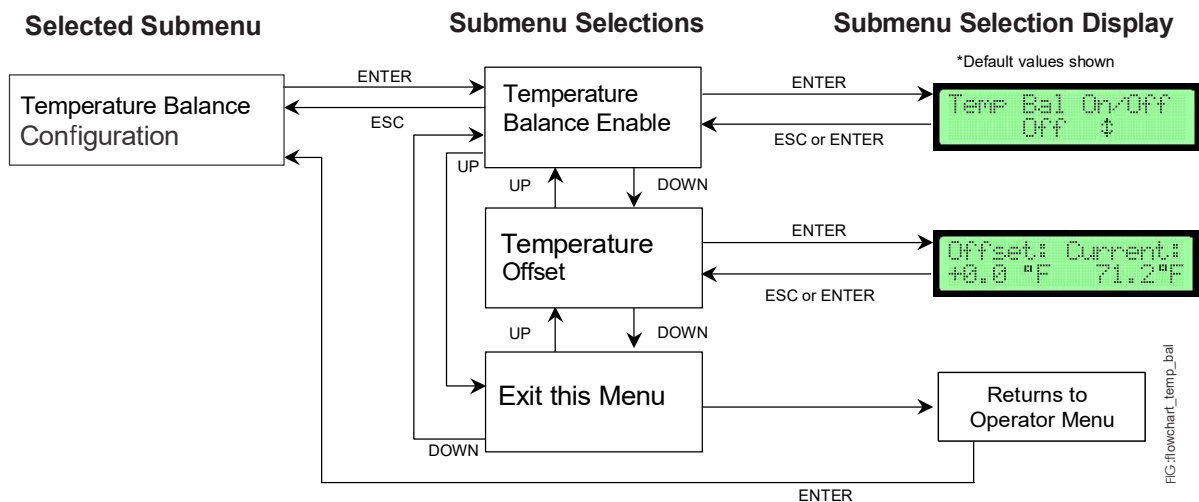 Selected Submenu
Submenu Selections
Submenu Selection Display
*Default values shown
Temperature Balance
Configuration
ENTER
ESC
Temperature
Balance Enable
ENTER
ESC or ENTER
Temp Bal On/Off
Off ↕
UP
UP
DOWN
Temperature
Offset
ENTER
ESC or ENTER
Offset: Current:
+0.0 °F 71.2°F
UP
DOWN
Exit this Menu
DOWN
Returns to
Operator Menu
ENTER
FIG:flowchart_temp_bal